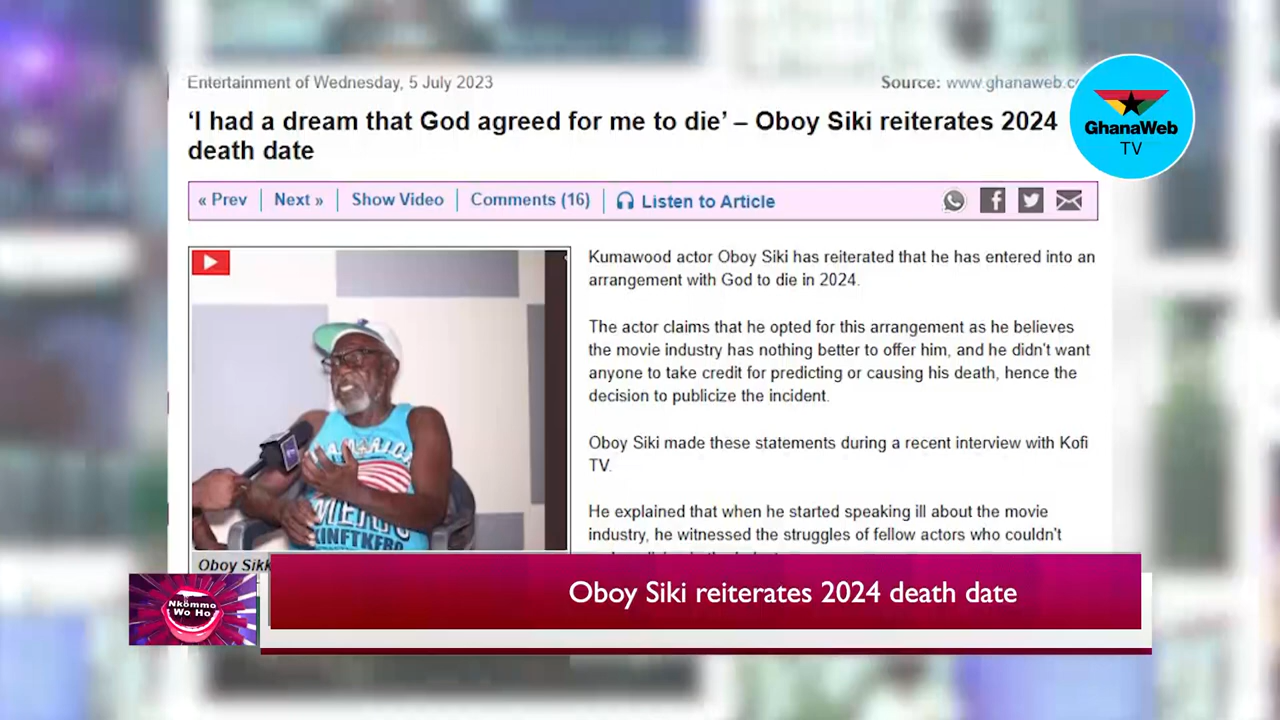 Entertainment of Wednesday, 5 July 2023
Source: www.ghanaweb.c
GhanaWeb
TV
‘I had a dream that God agreed for me to die’ – Oboy Siki reiterates 2024
death date
« Prev
Next »
Show Video
Comments (16)
Listen to Article
Kumawood actor Oboy Siki has reiterated that he has entered into an
arrangement with God to die in 2024.
The actor claims that he opted for this arrangement as he believes
the movie industry has nothing better to offer him, and he didn't want
anyone to take credit for predicting or causing his death, hence the
decision to publicize the incident.
Oboy Siki made these statements during a recent interview with Kofi
TV.
He explained that when he started speaking ill about the movie
industry, he witnessed the struggles of fellow actors who couldn't
Oboy Sikk
Nkɔmmo
Wo Ho
Oboy Siki reiterates 2024 death date